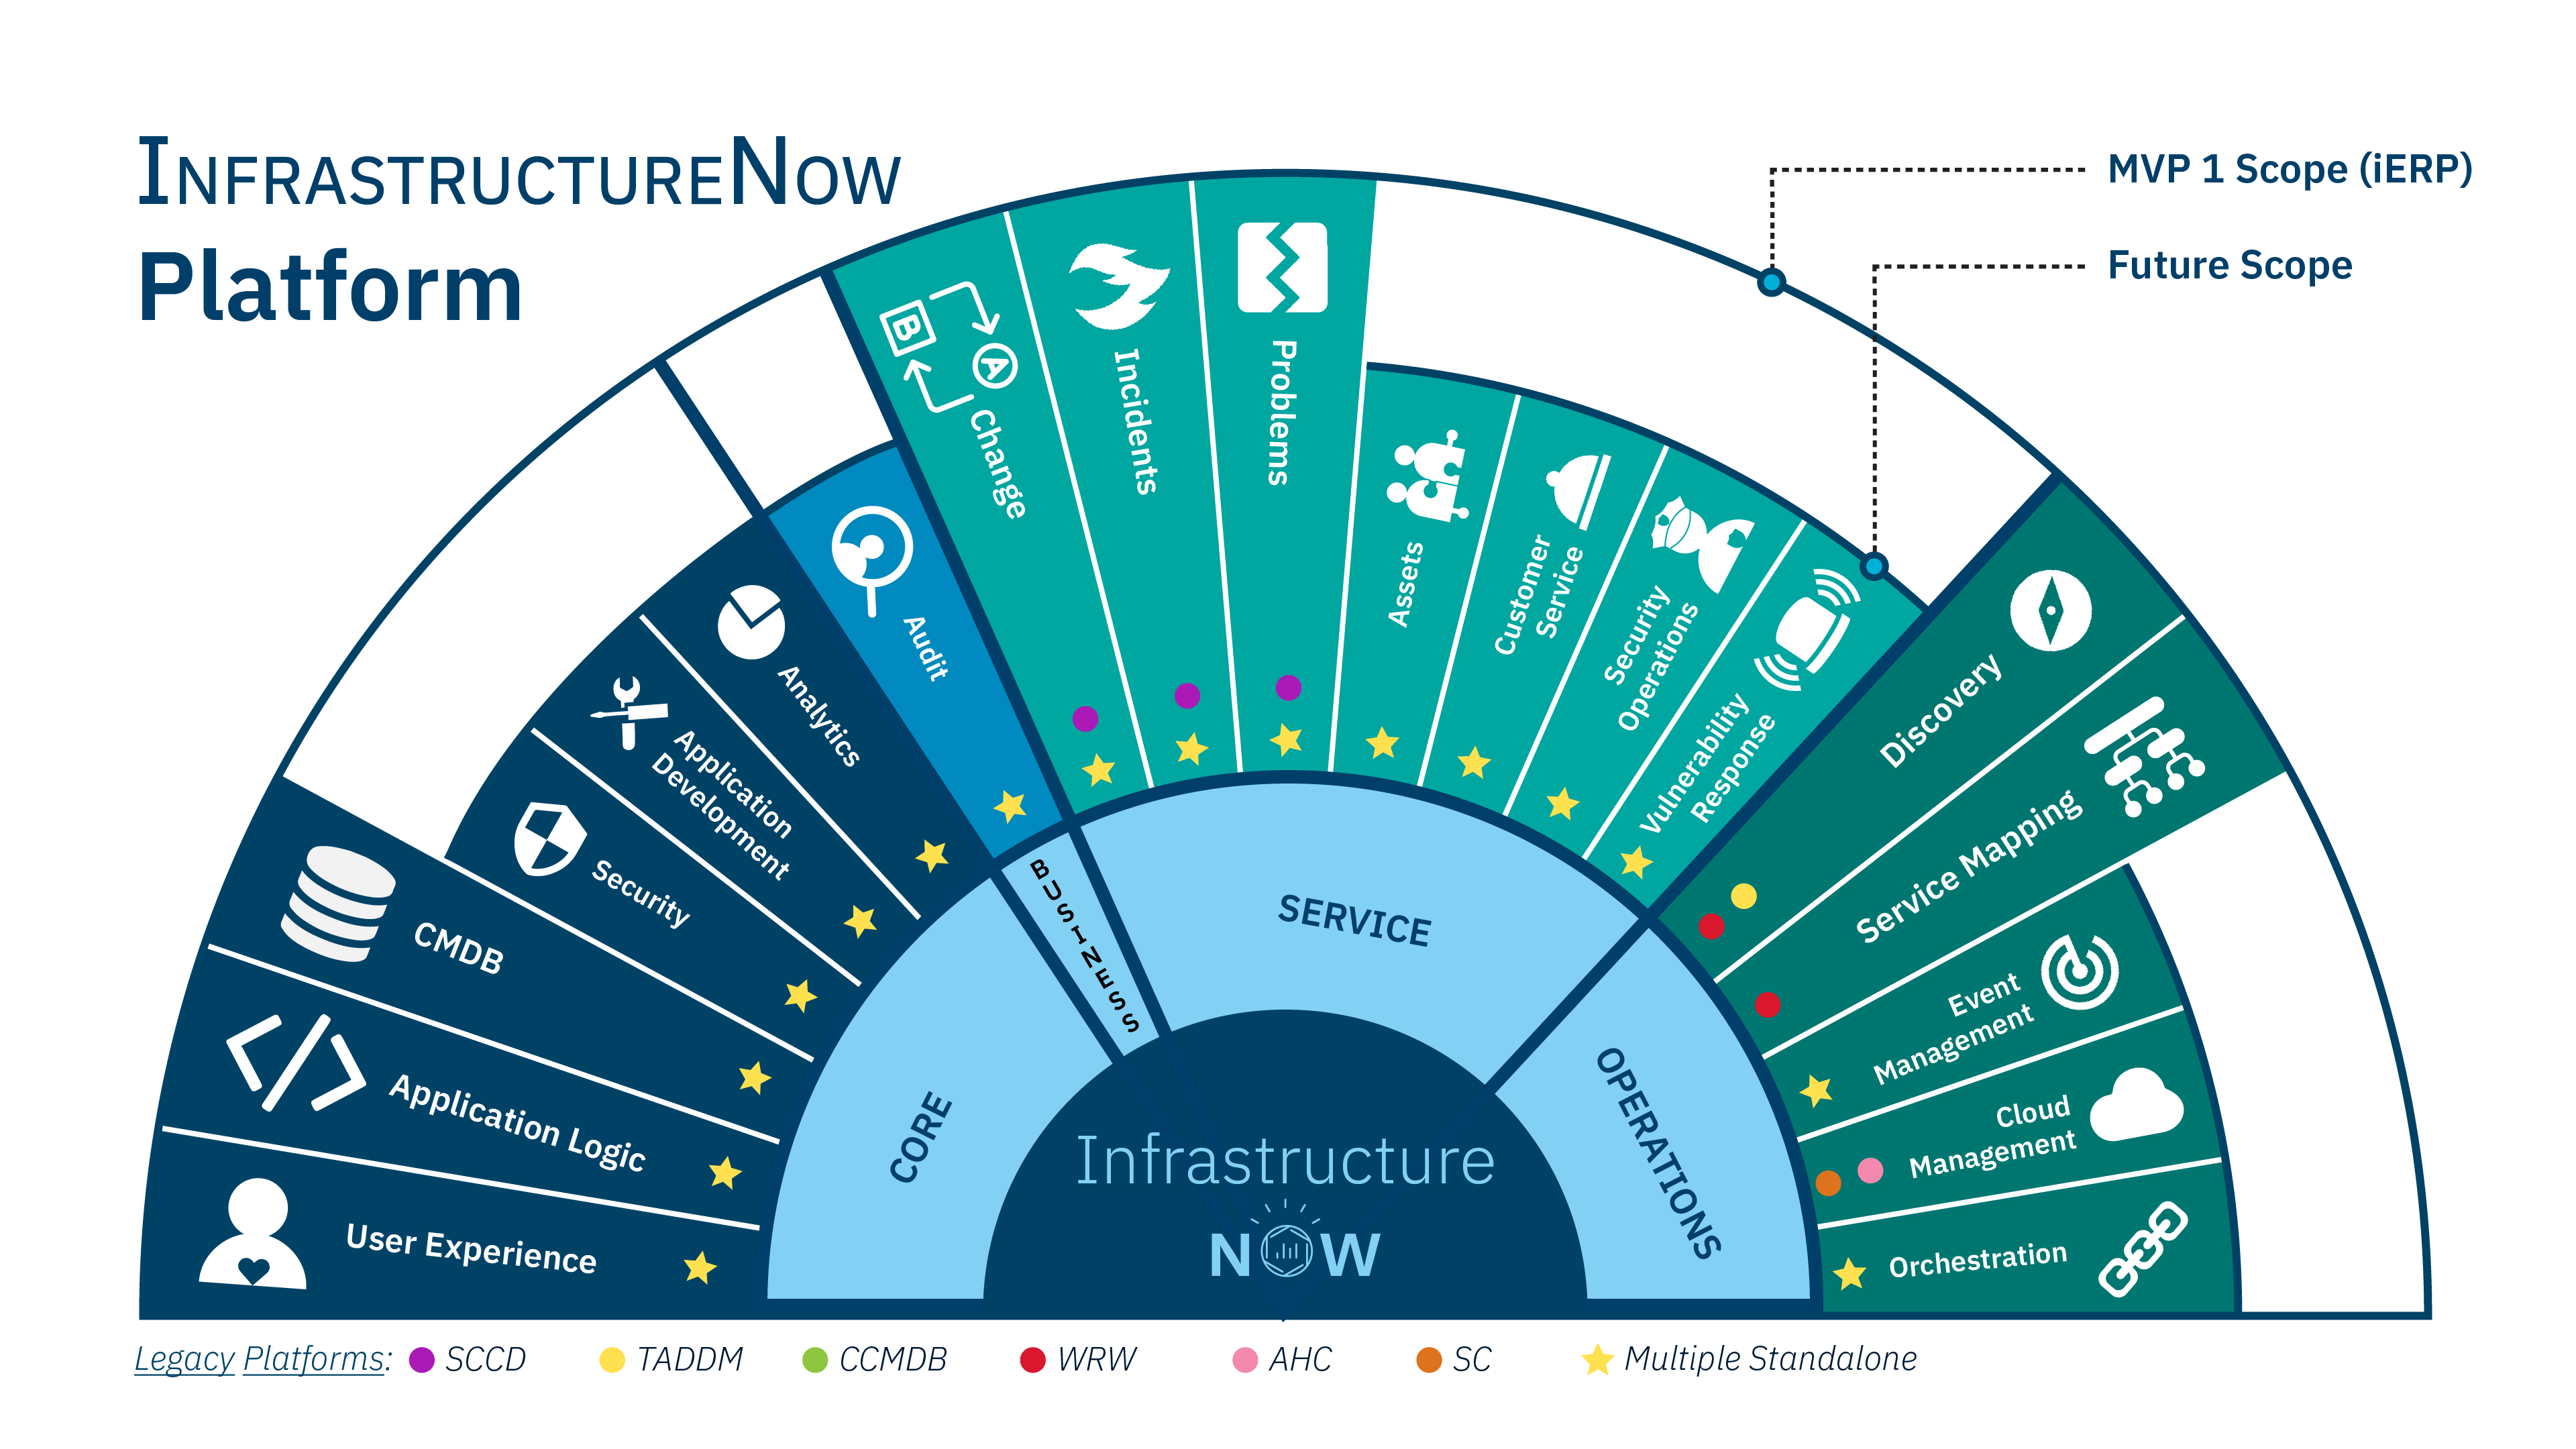 INFRASTRUCTURENOW
Platform
MVP 1 Scope (iERP)
Future Scope
User Experience
Application Logic
CMDB
Security
Application
Development
Analytics
Audit
B
A
Change
Incidents
Problems
Assets
Customer
Service
Security
Operations
Vulnerability
Response
Discovery
Service Mapping
Event
Management
Cloud
Management
Orchestration
CORE
BUSINESS
SERVICE
OPERATIONS
Infrastructure
NOW
Legacy Platforms: SCCD TADDM CCMDB WRW AHC SC Multiple Standalone